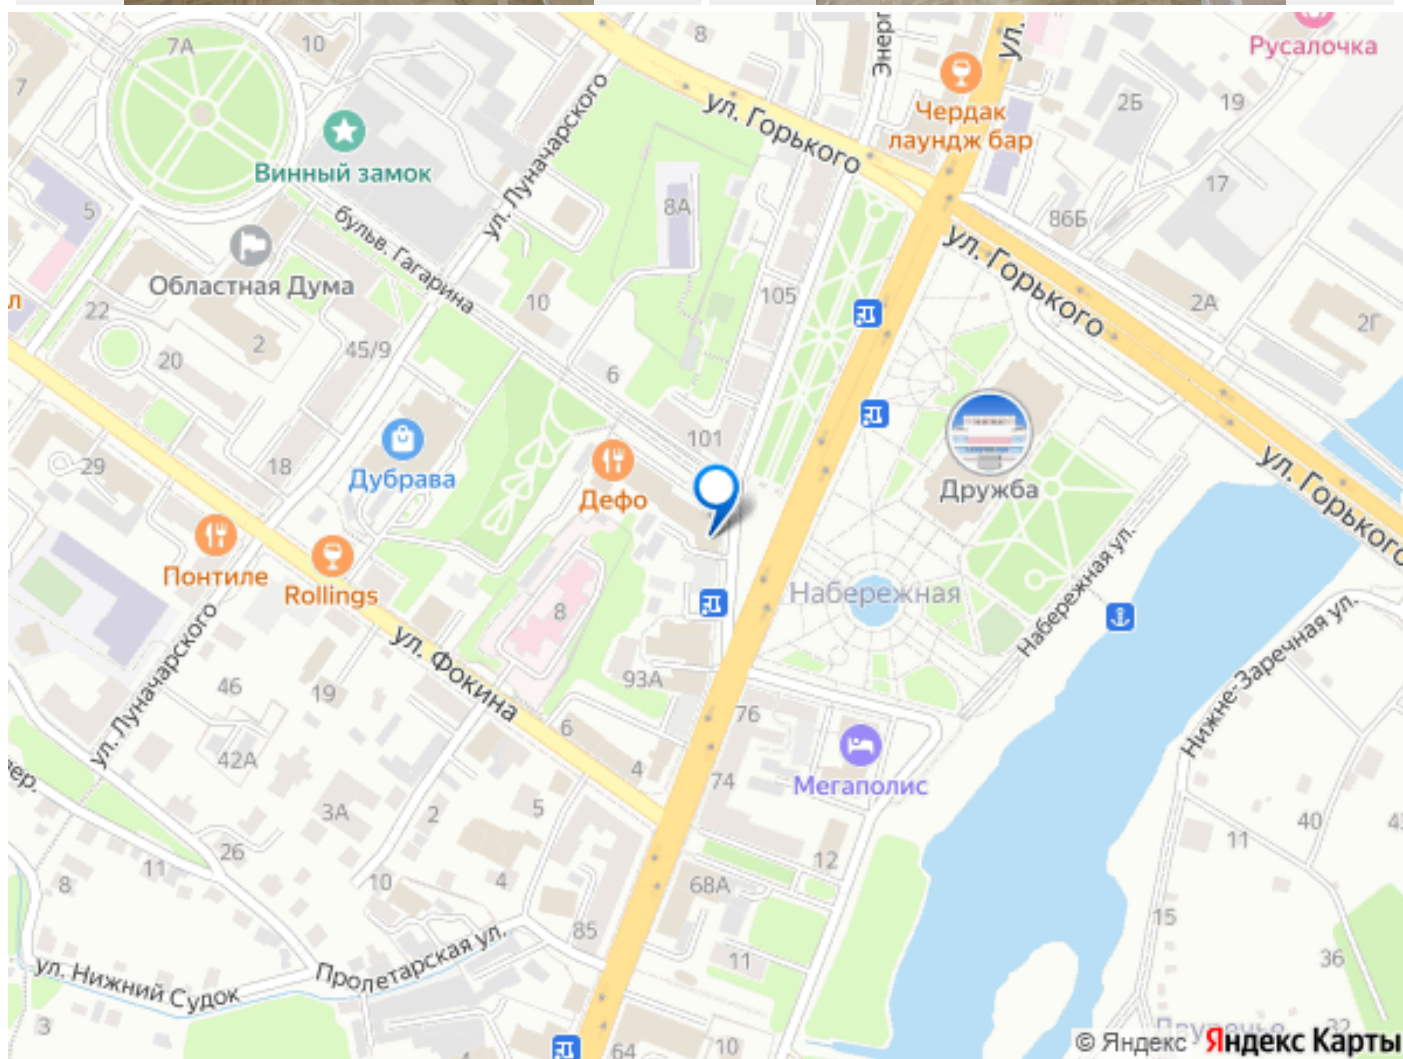 7А
10
8
Энерг
ул.
Русалочка
7
Винный замок
ул. Луначарского
ул. Горького
Чердак
лаундж бар
2Б
19
17
5
8А
86Б
бульв. Гагарина
Областная Дума
ул. Горького
л
22
10
105
2А
2Г
2
45/9
20
6
101
29
18
Дубрава
Дефо
Дружба
ул. Горького
Понтиле
Rollings
8
Набережная
Набережная ул.
ул. Луначарского
ул. Фокина
46
19
93А
Нижне-Заречная ул.
76
6
42А
4
74
Мегаполис
пер.
3А
2
5
26
11
12
11
40
8
10
4
68А
15
85
Пролетарская ул.
11
36
ул. Нижний Судок
3
64
10
32
Двуречье
© Яндекс Яндекс Карты